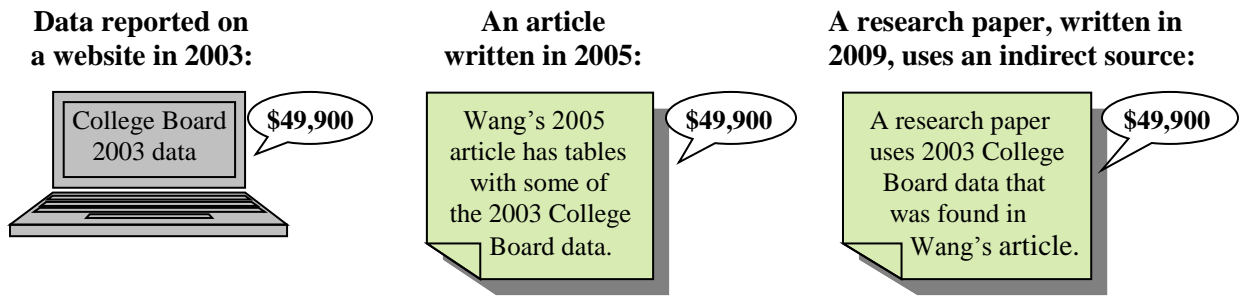 Data reported on
a website in 2003:
College Board
2003 data
$49,900
An article
written in 2005:
Wang's 2005
article has tables
with some of
the 2003 College
Board data.
$49,900
A research paper, written in
2009, uses an indirect source:
A research paper
uses 2003 College
Board data that
was found in
Wang's article.
$49,900